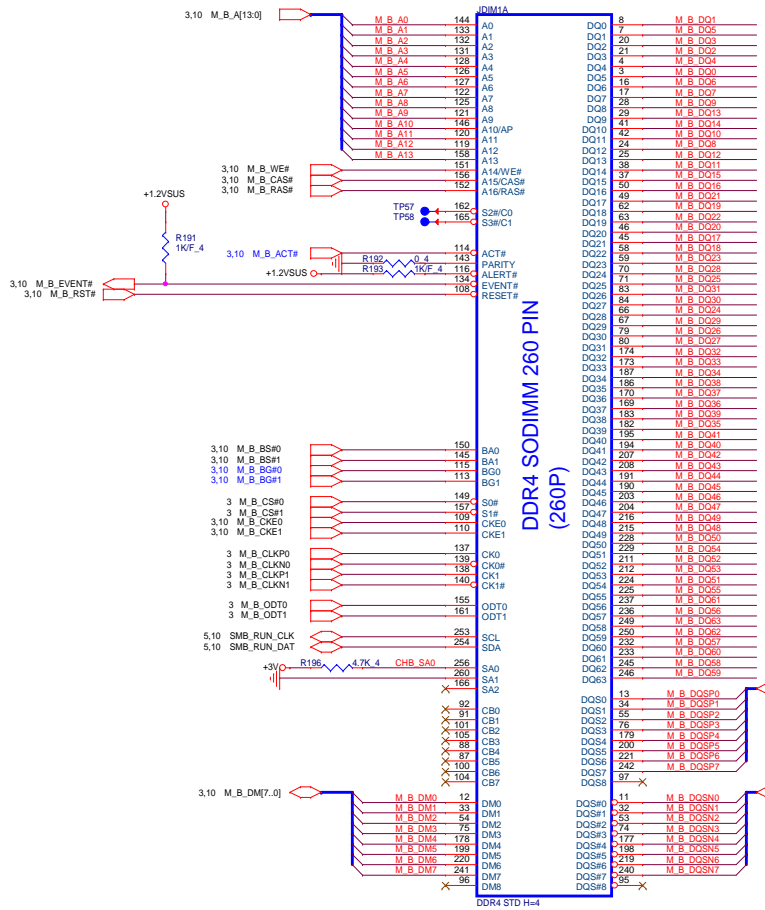 JDIM1A
3,10 M_B_A[13:0]
M_B_A0 144 A0
M_B_A1 133 A1
M_B_A2 132 A2
M_B_A3 131 A3
M_B_A4 128 A4
M_B_A5 126 A5
M_B_A6 127 A6
M_B_A7 122 A7
M_B_A8 125 A8
M_B_A9 121 A9
M_B_A10 146 A10/AP
M_B_A11 120 A11
M_B_A12 119 A12
M_B_A13 158 A13
3,10 M_B_WE# 151 A14/WE#
3,10 M_B_CAS# 156 A15/CAS#
3,10 M_B_RAS# 152 A16/RAS#
+1.2VSUS
R191
1K/F_4
TP57 162 S2#/C0
TP58 165 S3#/C1
3,10 M_B_ACT# 114 ACT#
R192 0_4 143 PARITY
+1.2VSUS R193 1K/F_4 116 ALERT#
3,10 M_B_EVENT# 134 EVENT#
3,10 M_B_RST# 108 RESET#
3,10 M_B_BS#0 150 BA0
3,10 M_B_BS#1 145 BA1
3,10 M_B_BG#0 115 BG0
3,10 M_B_BG#1 113 BG1
3 M_B_CS#0 149 S0#
3 M_B_CS#1 157 S1#
3,10 M_B_CKE0 109 CKE0
3,10 M_B_CKE1 110 CKE1
3 M_B_CLKP0 137 CK0
3 M_B_CLKN0 139 CK0#
3 M_B_CLKP1 138 CK1
3 M_B_CLKN1 140 CK1#
3 M_B_ODT0 155 ODT0
3 M_B_ODT1 161 ODT1
5,10 SMB_RUN_CLK 253 SCL
5,10 SMB_RUN_DAT 254 SDA
+3V R196 4.7K_4 CHB_SA0 256 SA0
260 SA1
166 SA2
92 CB0
91 CB1
101 CB2
105 CB3
88 CB4
87 CB5
100 CB6
104 CB7
3,10 M_B_DM[7..0]
M_B_DM0 12 DM0
M_B_DM1 33 DM1
M_B_DM2 54 DM2
M_B_DM3 75 DM3
M_B_DM4 178 DM4
M_B_DM5 199 DM5
M_B_DM6 220 DM6
M_B_DM7 241 DM7
96 DM8
DDR4 SODIMM 260 PIN
(260P)
DQ0 8 M_B_DQ1
DQ1 7 M_B_DQ5
DQ2 20 M_B_DQ3
DQ3 21 M_B_DQ2
DQ4 4 M_B_DQ4
DQ5 3 M_B_DQ0
DQ6 16 M_B_DQ6
DQ7 17 M_B_DQ7
DQ8 28 M_B_DQ9
DQ9 29 M_B_DQ13
DQ10 41 M_B_DQ14
DQ11 42 M_B_DQ10
DQ12 24 M_B_DQ8
DQ13 25 M_B_DQ12
DQ14 38 M_B_DQ11
DQ15 37 M_B_DQ15
DQ16 50 M_B_DQ16
DQ17 49 M_B_DQ21
DQ18 62 M_B_DQ19
DQ19 63 M_B_DQ22
DQ20 46 M_B_DQ20
DQ21 45 M_B_DQ17
DQ22 58 M_B_DQ18
DQ23 59 M_B_DQ23
DQ24 70 M_B_DQ28
DQ25 71 M_B_DQ25
DQ26 83 M_B_DQ31
DQ27 84 M_B_DQ30
DQ28 66 M_B_DQ24
DQ29 67 M_B_DQ29
DQ30 79 M_B_DQ26
DQ31 80 M_B_DQ27
DQ32 174 M_B_DQ32
DQ33 173 M_B_DQ33
DQ34 187 M_B_DQ34
DQ35 186 M_B_DQ38
DQ36 170 M_B_DQ37
DQ37 169 M_B_DQ36
DQ38 183 M_B_DQ39
DQ39 182 M_B_DQ35
DQ40 195 M_B_DQ41
DQ41 194 M_B_DQ40
DQ42 207 M_B_DQ42
DQ43 208 M_B_DQ43
DQ44 191 M_B_DQ44
DQ45 190 M_B_DQ45
DQ46 203 M_B_DQ46
DQ47 204 M_B_DQ47
DQ48 216 M_B_DQ49
DQ49 215 M_B_DQ48
DQ50 228 M_B_DQ50
DQ51 229 M_B_DQ54
DQ52 211 M_B_DQ52
DQ53 212 M_B_DQ53
DQ54 224 M_B_DQ51
DQ55 225 M_B_DQ55
DQ56 237 M_B_DQ61
DQ57 236 M_B_DQ56
DQ58 249 M_B_DQ63
DQ59 250 M_B_DQ62
DQ60 232 M_B_DQ57
DQ61 233 M_B_DQ60
DQ62 245 M_B_DQ58
DQ63 246 M_B_DQ59
DQS0 13 M_B_DQSP0
DQS1 34 M_B_DQSP1
DQS2 55 M_B_DQSP2
DQS3 76 M_B_DQSP3
DQS4 179 M_B_DQSP4
DQS5 200 M_B_DQSP5
DQS6 221 M_B_DQSP6
DQS7 242 M_B_DQSP7
DQS8 97
DQS#0 11 M_B_DQSN0
DQS#1 32 M_B_DQSN1
DQS#2 53 M_B_DQSN2
DQS#3 74 M_B_DQSN3
DQS#4 177 M_B_DQSN4
DQS#5 198 M_B_DQSN5
DQS#6 219 M_B_DQSN6
DQS#7 240 M_B_DQSN7
DQS#8 95
DDR4 STD H=4